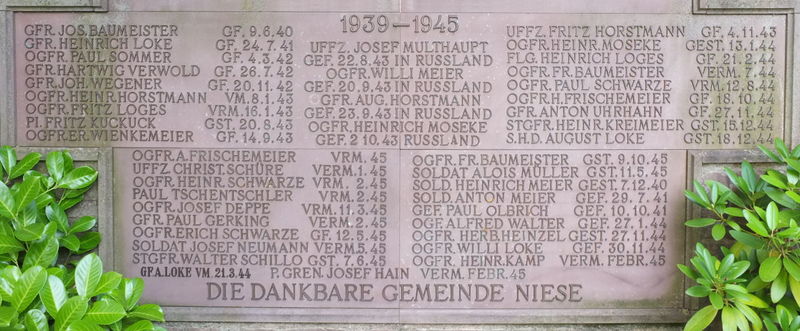 1939-1945
GFR. JOS. BAUMEISTER GF. 9.6.40
GFR. HEINRICH LOKE GF. 24.7.41
OGFR. PAUL SOMMER GF. 4.3.42
GFR. HARTWIG VERWOLD GF. 26.7.42
GFR. JOH. WEGENER GF. 20.11.42
OGFR. HEINR. HORSTMANN VM. 8.1.43
OGFR. FRITZ LOGES VRM. 16.1.43
PI. FRITZ KUCKUCK GST. 20.8.43
OGFR. ER. WIENKEMEIER GF. 14.9.43
UFFZ. JOSEF MULTHAUPT
GEF. 22.8.43 IN RUSSLAND
OGFR. WILLI MEIER
GEF. 20.9.43 IN RUSSLAND
GFR. AUG. HORSTMANN
GEF. 23.9.43 IN RUSSLAND
OGFR. HEINRICH MOSEKE
GEF. 2.10.43 RUSSLAND
UFFZ. FRITZ HORSTMANN GF. 4.11.43
OGFR. HEINR. MOSEKE GEST. 13.1.44
FLG. HEINRICH LOGES GF. 21.2.44
OGFR. FR. BAUMEISTER VERM. 7.44
OGFR. PAUL SCHWARZE VRM. 12.8.44
OGFR. H. FRISCHEMEIER GF. 18.10.44
GFR. ANTON UHRHAHN GF. 27.11.44
STGFR. HEINR. KREIMEIER GST. 15.12.44
S.H.D. AUGUST LOKE GST. 18.12.44
OGFR. A. FRISCHEMEIER VRM. 45
UFFZ. CHRIST. SCHÜRE VERM. 1.45
OGFR. HEINR. SCHWARZE VRM. 2.45
PAUL TSCHENTSCHLER VRM. 2.45
OGFR. JOSEF DEPPE VRM. 11.3.45
GFR. PAUL GERLING VERM. 2.45
OGFR. ERICH SCHWARZE GF. 12.5.45
SOLDAT JOSEF NEUMANN VERM. 5.45
STGFR. WALTER SCHILLO GST. 7.6.45
OGFR. FR. BAUMEISTER GST. 9.10.45
SOLDAT ALOIS MÜLLER GST. 11.5.45
SOLD. HEINRICH MEIER GEST. 7.12.40
SOLD. ANTON MEIER GEF. 29.7.41
GEF. PAUL OLBRICH GEF. 10.10.41
OGF. ALFRED WALTER GEF. 27.1.44
OGFR. HERB. HEINZEL GEST. 27.7.44
OGFR. WILLI LOKE GEF. 30.11.44
OGFR. HEINR. KAMP VERM. FEBR. 45
GF. A. LOKE VM. 21.3.44 P. GREN. JOSEF HAIN VERM. FEBR. 45
DIE DANKBARE GEMEINDE NIESE